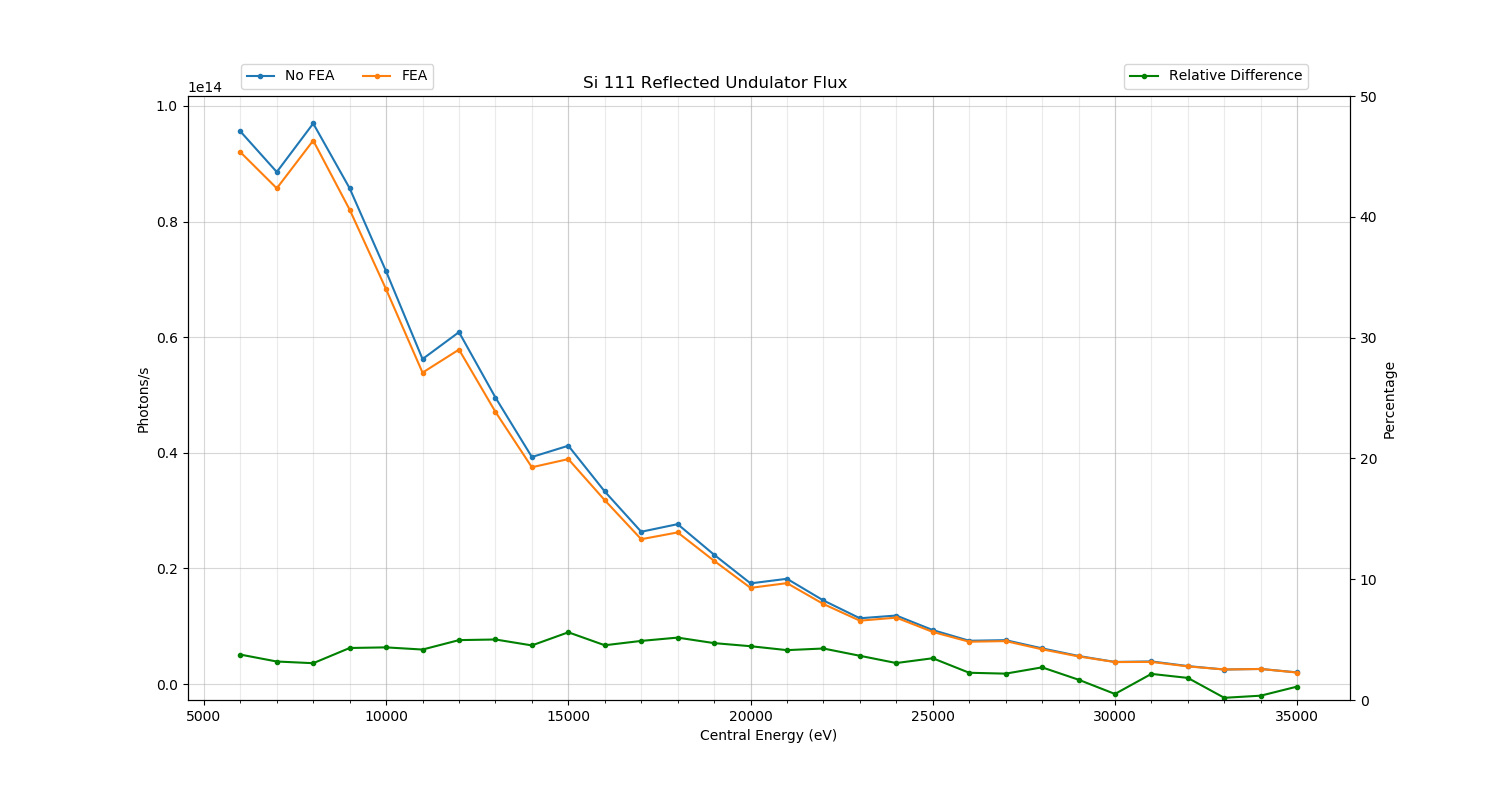 No FEA
FEA
Relative Difference
Si 111 Reflected Undulator Flux
1e14
1.0
0.8
0.6
0.4
0.2
0.0
Photons/s
50
40
30
20
10
0
Percentage
5000 10000 15000 20000 25000 30000 35000
Central Energy (eV)